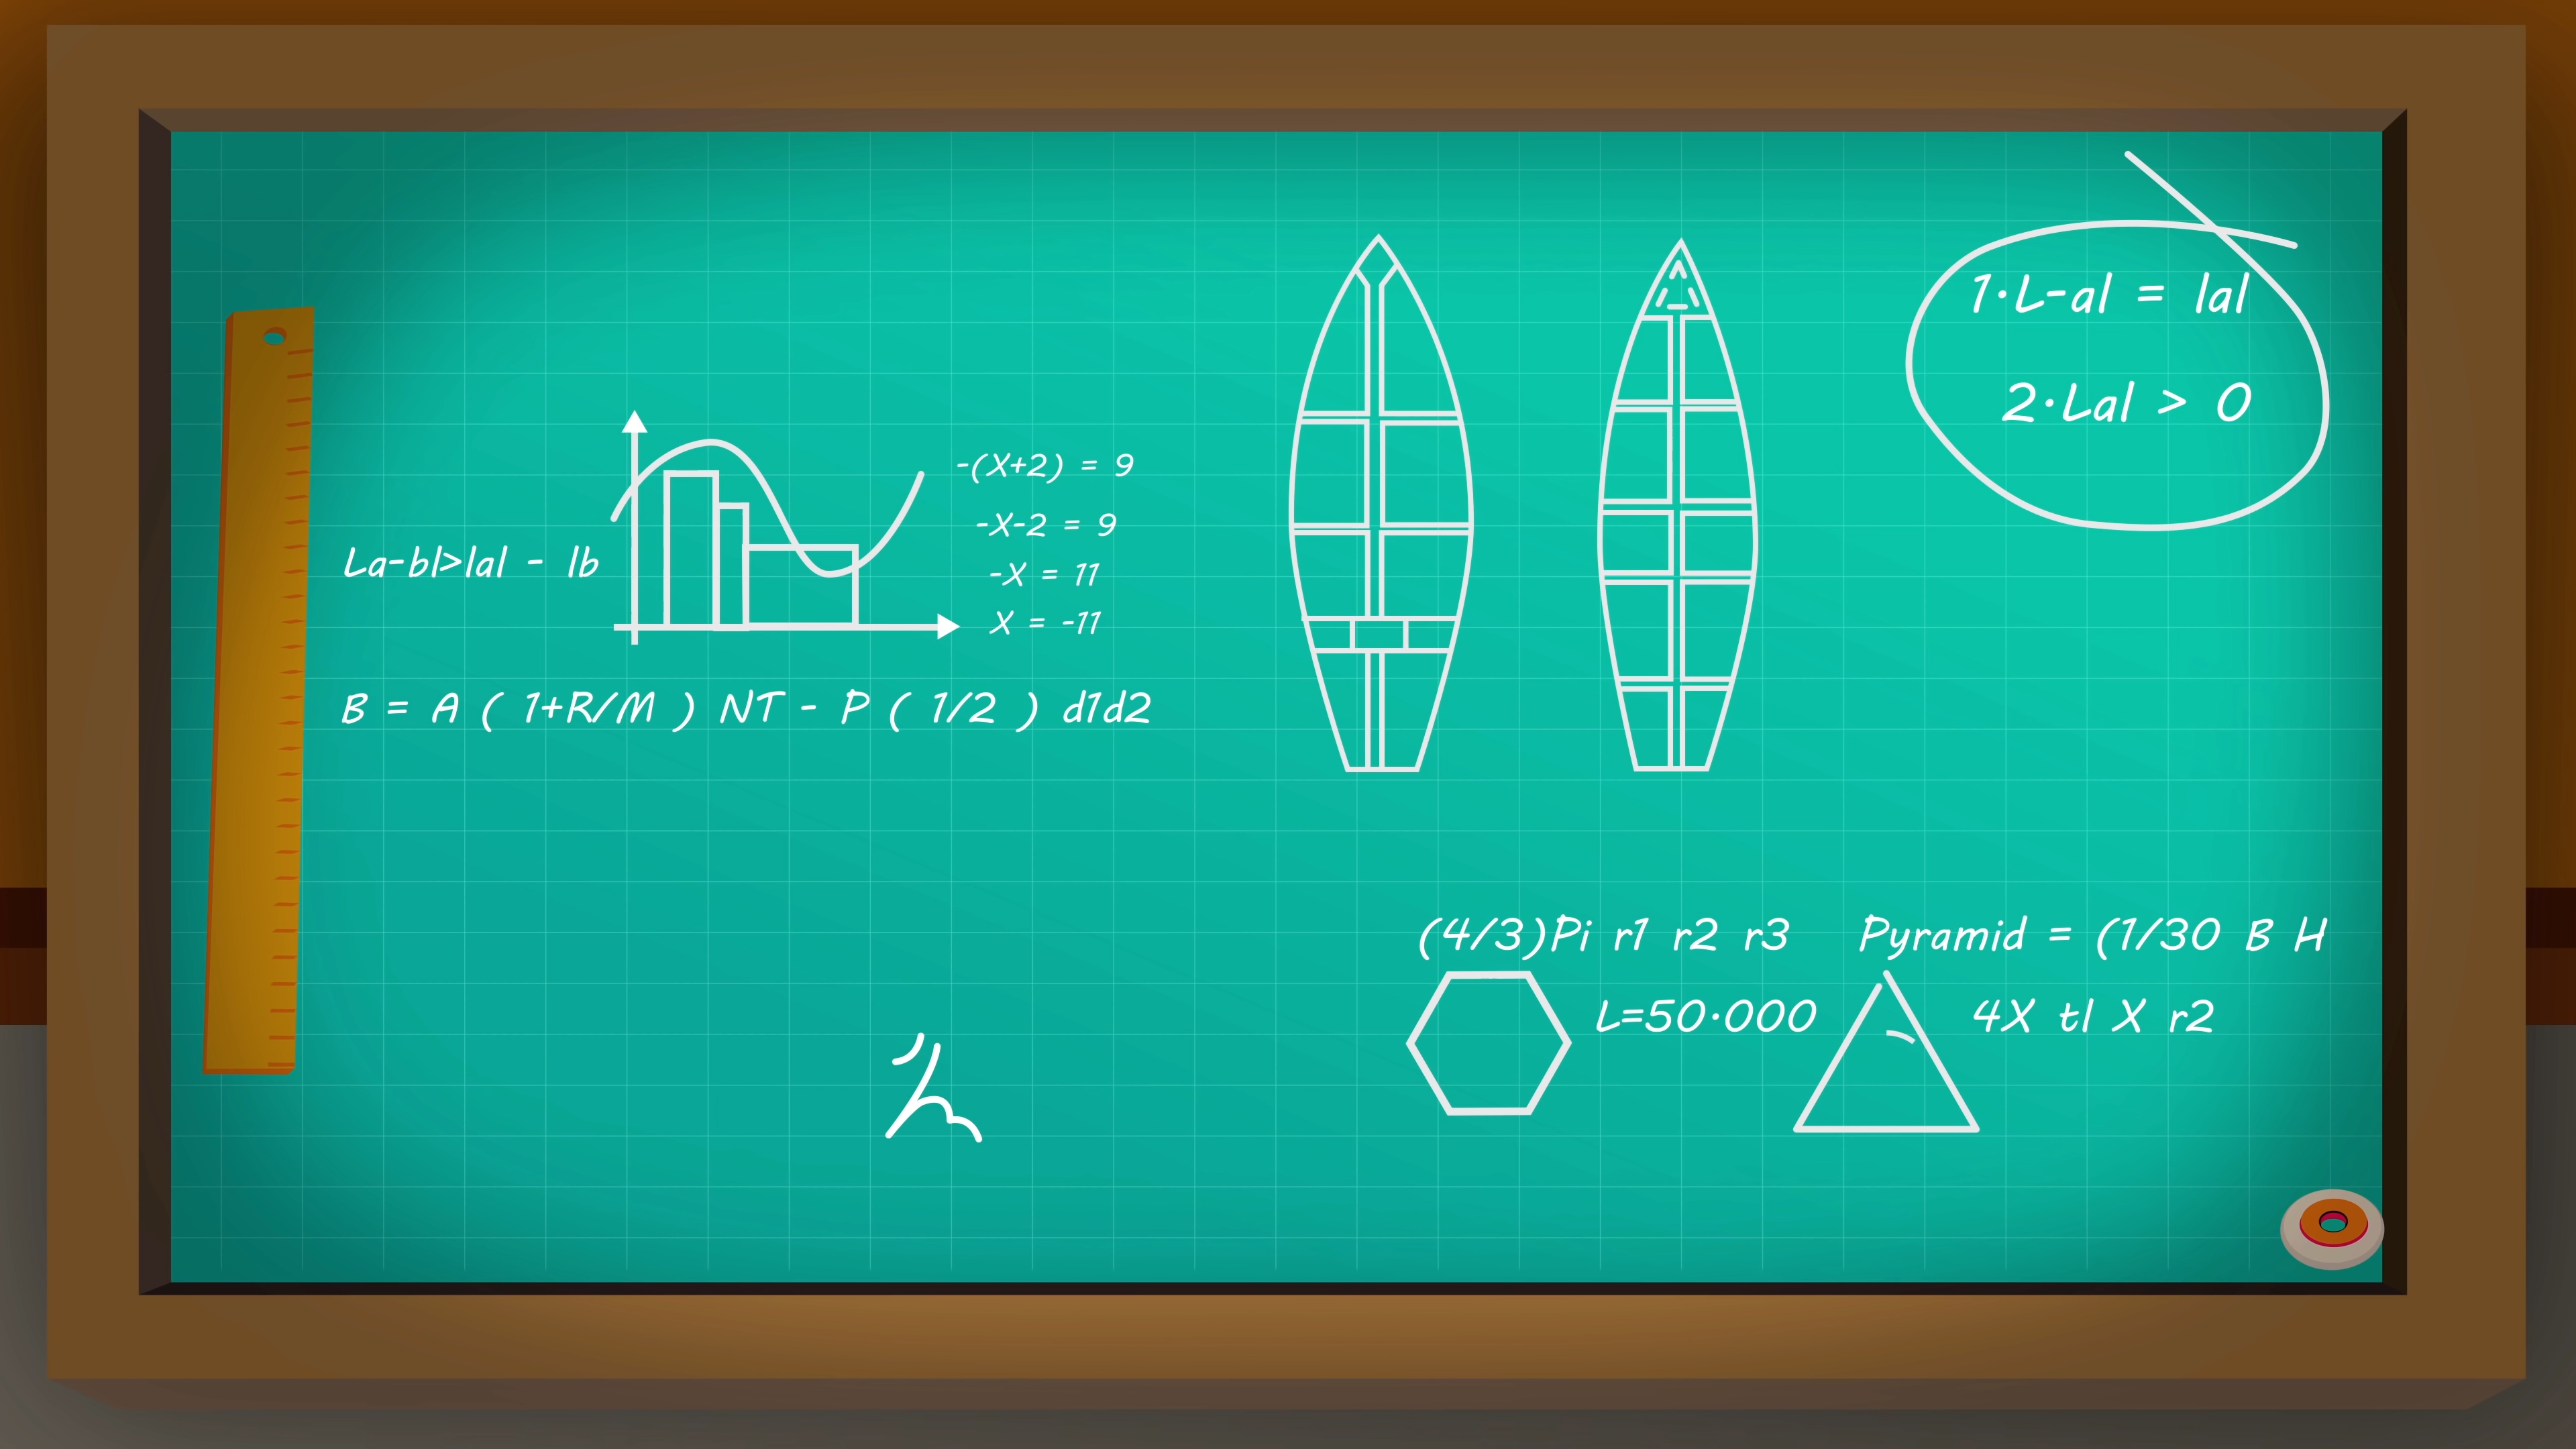 1·L-al = lal
2·Lal > 0
-(X+2) = 9
-X-2 = 9
-X = 11
X = -11
La-bl>lal - lb
B = A ( 1+R/M ) NT - P ( 1/2 ) d1d2
(4/3)Pi r1 r2 r3
Pyramid = (1/30 B H
L=50·000
4X tl X r2